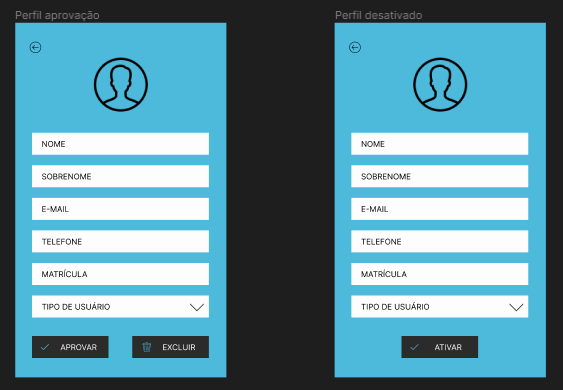 Perfil aprovação
NOME
SOBRENOME
E-MAIL
TELEFONE
MATRÍCULA
TIPO DE USUÁRIO
APROVAR
EXCLUIR
Perfil desativado
NOME
SOBRENOME
E-MAIL
TELEFONE
MATRÍCULA
TIPO DE USUÁRIO
ATIVAR